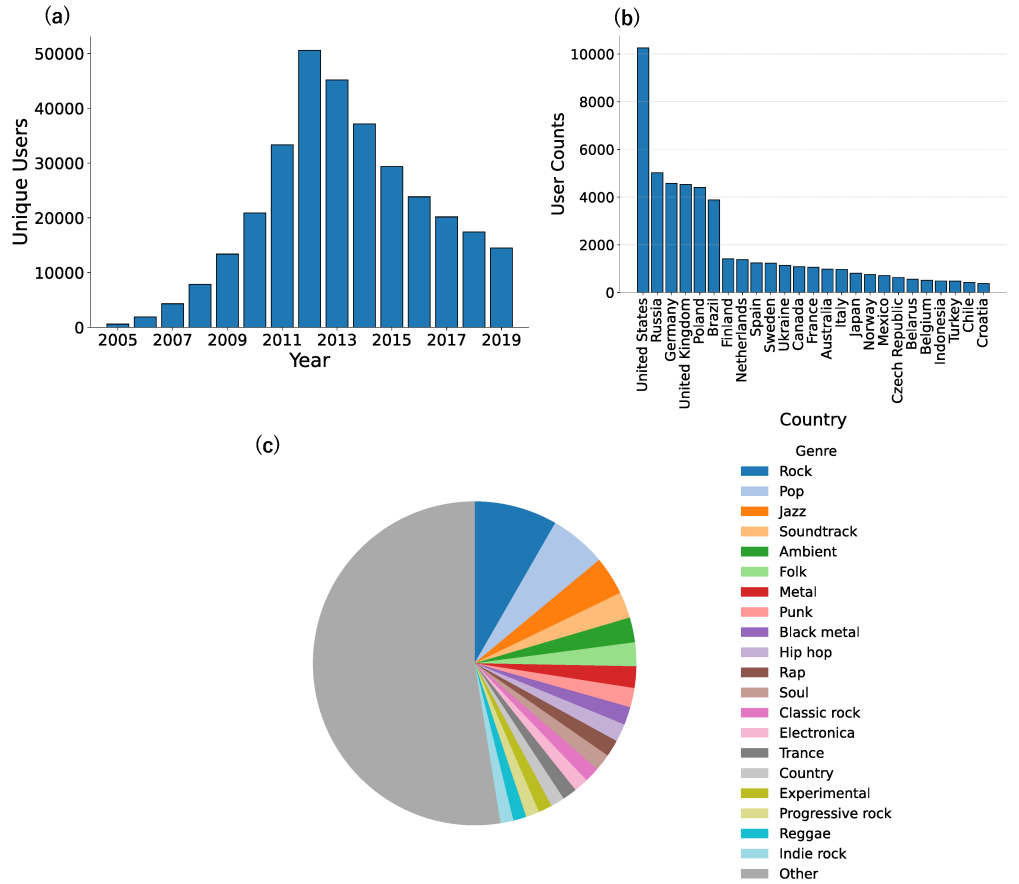 (a)
50000
40000
30000
20000
10000
0
Unique Users
2005 2007 2009 2011 2013 2015 2017 2019
Year
(b)
10000
8000
6000
4000
2000
0
User Counts
United States
Russia
Germany
United Kingdom
Poland
Brazil
Finland
Netherlands
Spain
Sweden
Ukraine
Canada
France
Australia
Italy
Japan
Norway
Mexico
Czech Republic
Belarus
Belgium
Indonesia
Turkey
Chile
Croatia
Country
(c)
Genre
Rock
Pop
Jazz
Soundtrack
Ambient
Folk
Metal
Punk
Black metal
Hip hop
Rap
Soul
Classic rock
Electronica
Trance
Country
Experimental
Progressive rock
Reggae
Indie rock
Other